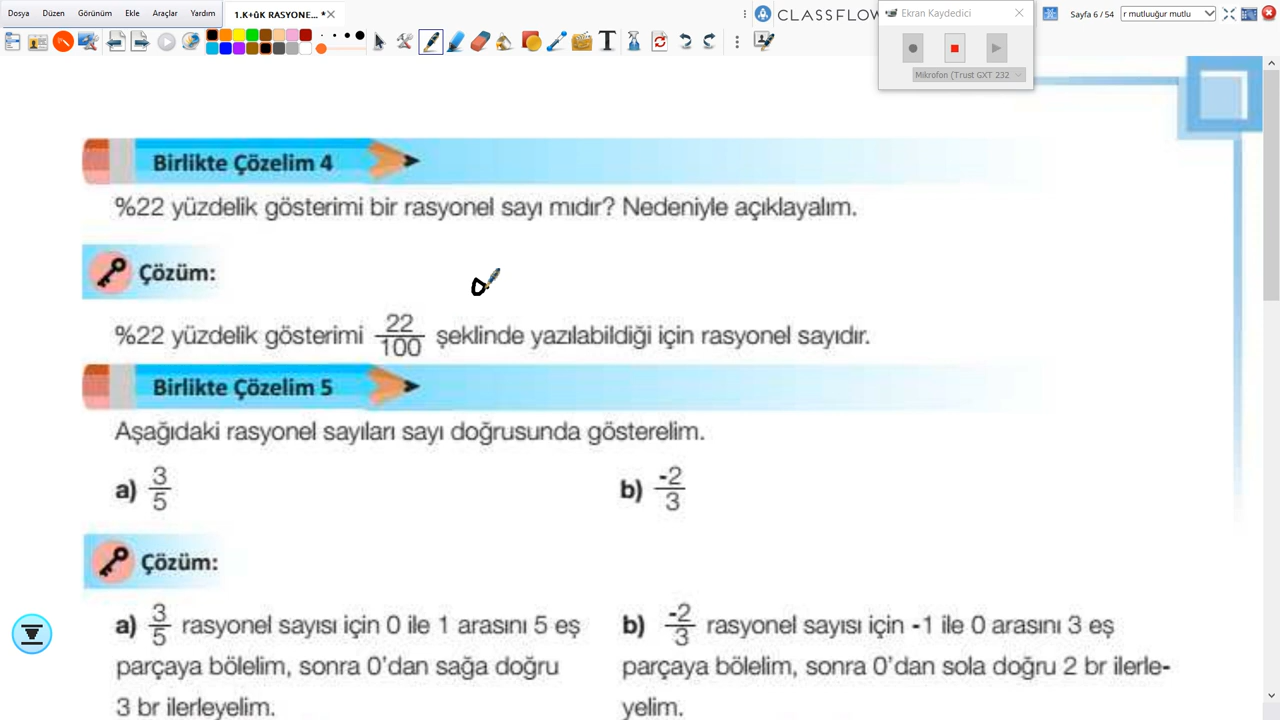 Dosya Düzen Görünüm Ekle Araçlar Yardım
1.K+ûK RASYONE... *
CLASSFLOW
Ekran Kaydedici
Mikrofon (Trust GXT 232
Sayfa 6 / 54
r mutluuğur mutlu
Birlikte Çözelim 4
%22 yüzdelik gösterimi bir rasyonel sayı mıdır? Nedeniyle açıklayalım.
Çözüm:
%22 yüzdelik gösterimi 22/100 şeklinde yazılabildiği için rasyonel sayıdır.
Birlikte Çözelim 5
Aşağıdaki rasyonel sayıları sayı doğrusunda gösterelim.
a) 3/5
b) -2/3
Çözüm:
a) 3/5 rasyonel sayısı için 0 ile 1 arasını 5 eş
parçaya bölelim, sonra 0'dan sağa doğru
3 br ilerleyelim.
b) -2/3 rasyonel sayısı için -1 ile 0 arasını 3 eş
parçaya bölelim, sonra 0'dan sola doğru 2 br ilerle-
yelim.